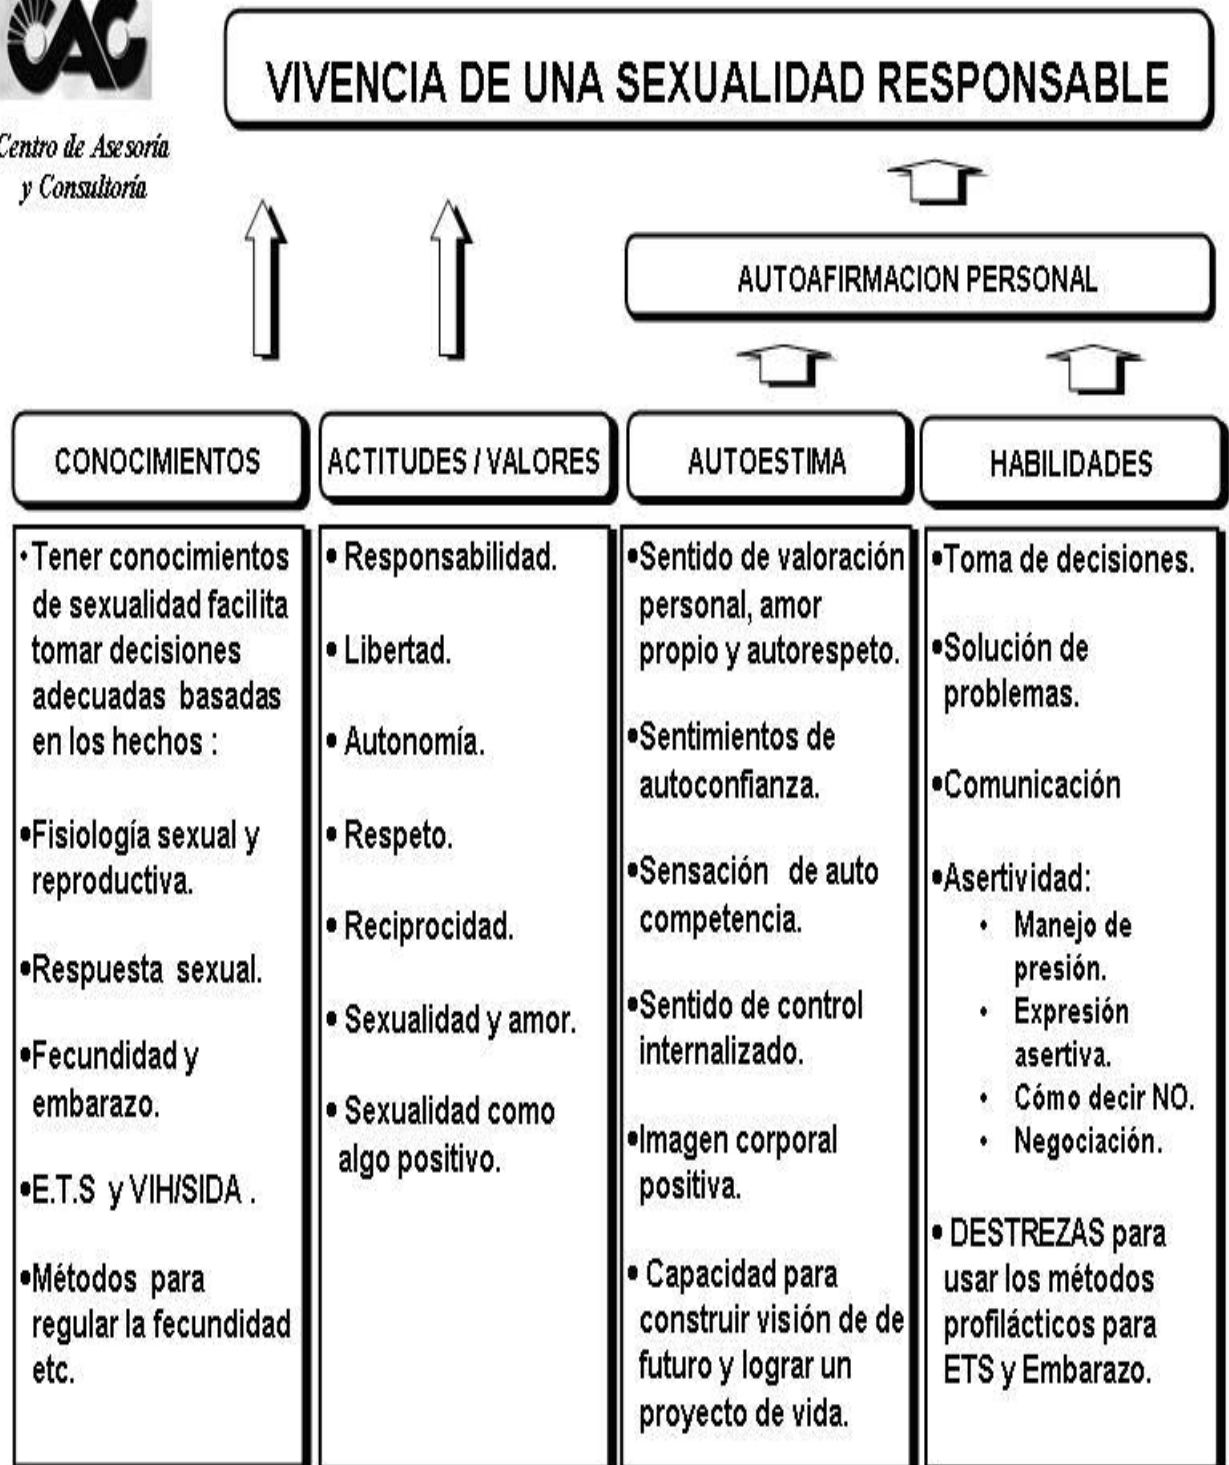 CAC
Centro de Asesoría
y Consultoría
VIVENCIA DE UNA SEXUALIDAD RESPONSABLE
AUTOAFIRMACION PERSONAL
CONOCIMIENTOS
• Tener conocimientos
de sexualidad facilita
tomar decisiones
adecuadas basadas
en los hechos :
•Fisiología sexual y
reproductiva.
•Respuesta sexual.
•Fecundidad y
embarazo.
•E.T.S y VIH/SIDA .
•Métodos para
regular la fecundidad
etc.
ACTITUDES / VALORES
• Responsabilidad.
• Libertad.
• Autonomía.
• Respeto.
• Reciprocidad.
• Sexualidad y amor.
• Sexualidad como
algo positivo.
AUTOESTIMA
•Sentido de valoración
personal, amor
propio y autorespeto.
•Sentimientos de
autoconfianza.
•Sensación de auto
competencia.
•Sentido de control
internalizado.
•Imagen corporal
positiva.
• Capacidad para
construir visión de de
futuro y lograr un
proyecto de vida.
HABILIDADES
•Toma de decisiones.
•Solución de
problemas.
•Comunicación
•Asertividad:
• Manejo de
presión.
• Expresión
asertiva.
• Cómo decir NO.
• Negociación.
• DESTREZAS para
usar los métodos
profilácticos para
ETS y Embarazo.